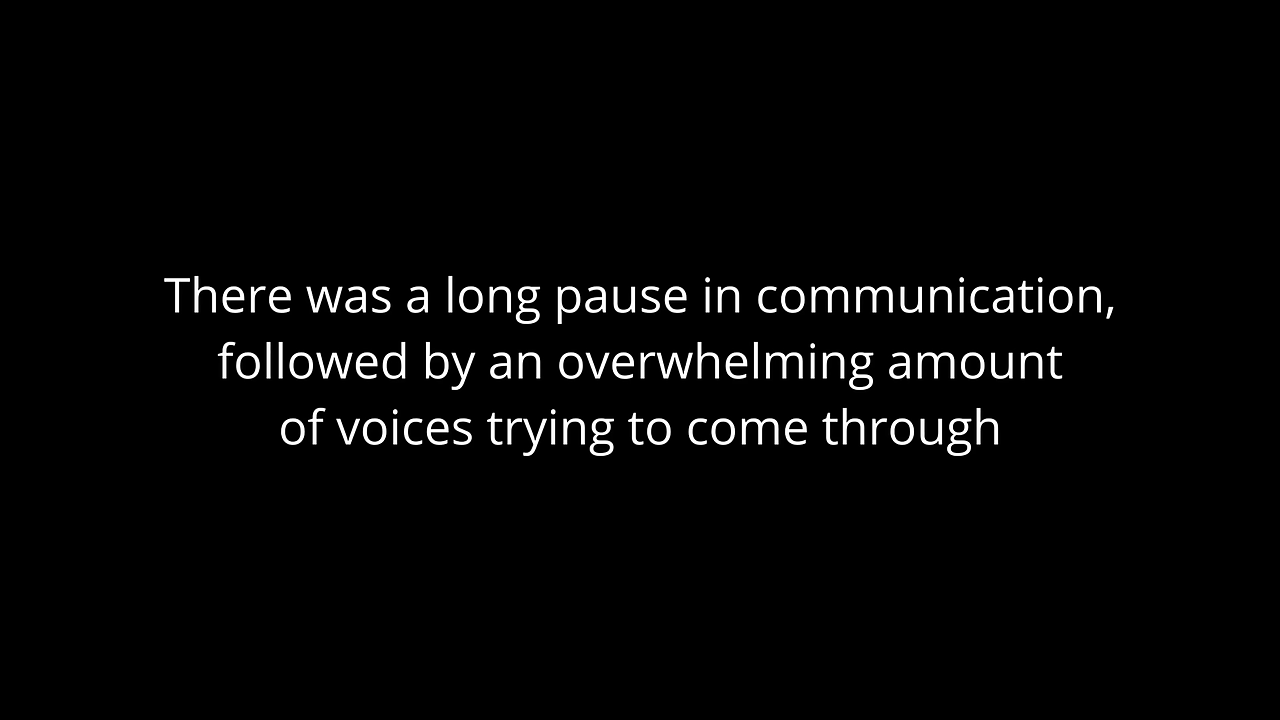 There was a long pause in communication,
followed by an overwhelming amount
of voices trying to come through